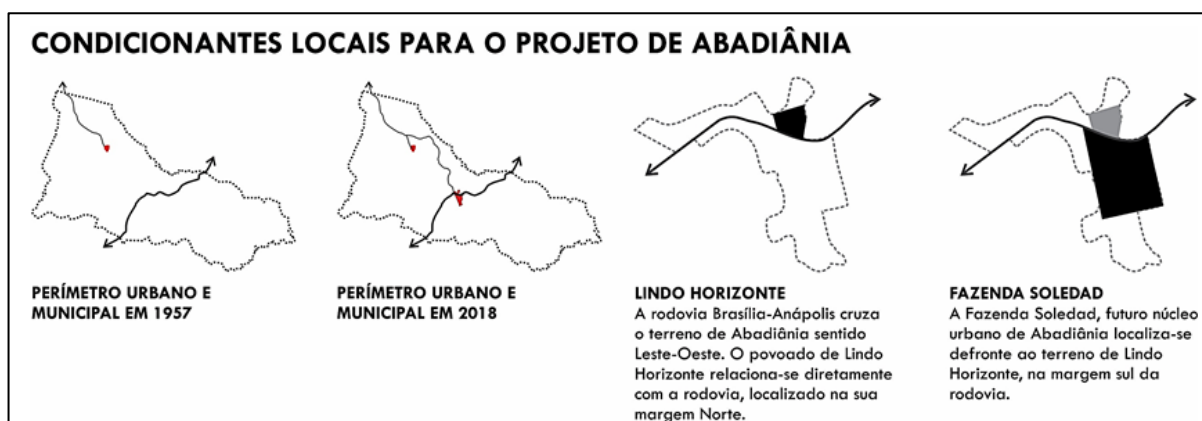 CONDICIONANTES LOCAIS PARA O PROJETO DE ABADIÂNIA
PERÍMETRO URBANO E
MUNICIPAL EM 1957
PERÍMETRO URBANO E
MUNICIPAL EM 2018
LINDO HORIZONTE
A rodovia Brasília-Anápolis cruza
o terreno de Abadiânia sentido
Leste-Oeste. O povoado de Lindo
Horizonte relaciona-se diretamente
com a rodovia, localizado na sua
margem Norte.
FAZENDA SOLEDAD
A Fazenda Soledad, futuro núcleo
urbano de Abadiânia localiza-se
defronte ao terreno de Lindo
Horizonte, na margem sul da
rodovia.